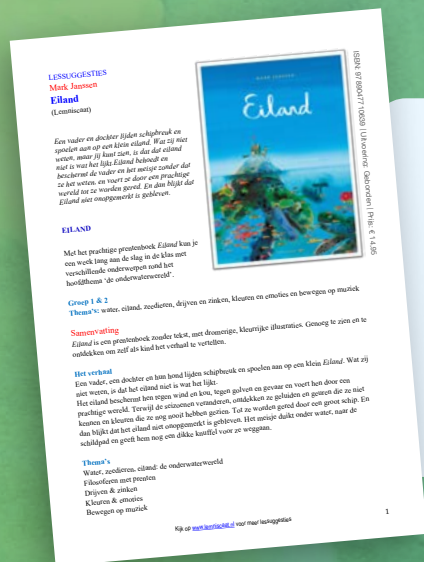 LESSUGGESTIES
Mark Janssen
Eiland
(Lemniscaat)
Een vader en dochter lijden schipbreuk en
spoelen aan op een klein eiland. Wat zij niet
weten, maar jij kunt zien, is dat dat eiland
niet is wat het lijkt Eiland behoedt en
beschermt de vader en het meisje zonder dat
ze het weten, en voert ze door een prachtige
wereld tot ze worden gered. En dan blijkt dat
Eiland niet onopgemerkt is gebleven.
MARK JANSSEN
Eiland
ISBN: 9789047710639 | Uitvoering: Gebonden | Prijs: € 14,95
EILAND
Met het prachtige prentenboek Eiland kun je
een week lang aan de slag in de klas met
verschillende onderwerpen rond het
hoofdthema ‘de onderwaterwereld’.
Groep 1 & 2
Thema’s: water, eiland, zeedieren, drijven en zinken, kleuren en emoties en bewegen op muziek
Samenvatting
Eiland is een prentenboek zonder tekst, met dromerige, kleurrijke illustraties. Genoeg te zien en te
ontdekken om zelf als kind het verhaal te vertellen.
Het verhaal
Een vader, een dochter en hun hond lijden schipbreuk en spoelen aan op een klein Eiland. Wat zij
niet weten, is dat het eiland niet is wat het lijkt.
Het eiland beschermt hen tegen wind en kou, tegen golven en gevaar en voert hen door een
prachtige wereld. Terwijl de seizoenen veranderen, ontdekken ze geluiden en geuren die ze niet
kennen en kleuren die ze nog nooit hebben gezien. Tot ze worden gered door een groot schip. En
dan blijkt dat het eiland niet onopgemerkt is gebleven. Het meisje duikt onder water, naar de
schildpad en geeft hem nog een dikke knuffel voor ze weggaan.
Thema’s
Water, zeedieren, eiland: de onderwaterwereld
Filosoferen met prenten
Drijven & zinken
Kleuren & emoties
Bewegen op muziek
1
Kijk op www.lemniscaat.nl voor meer lessuggesties